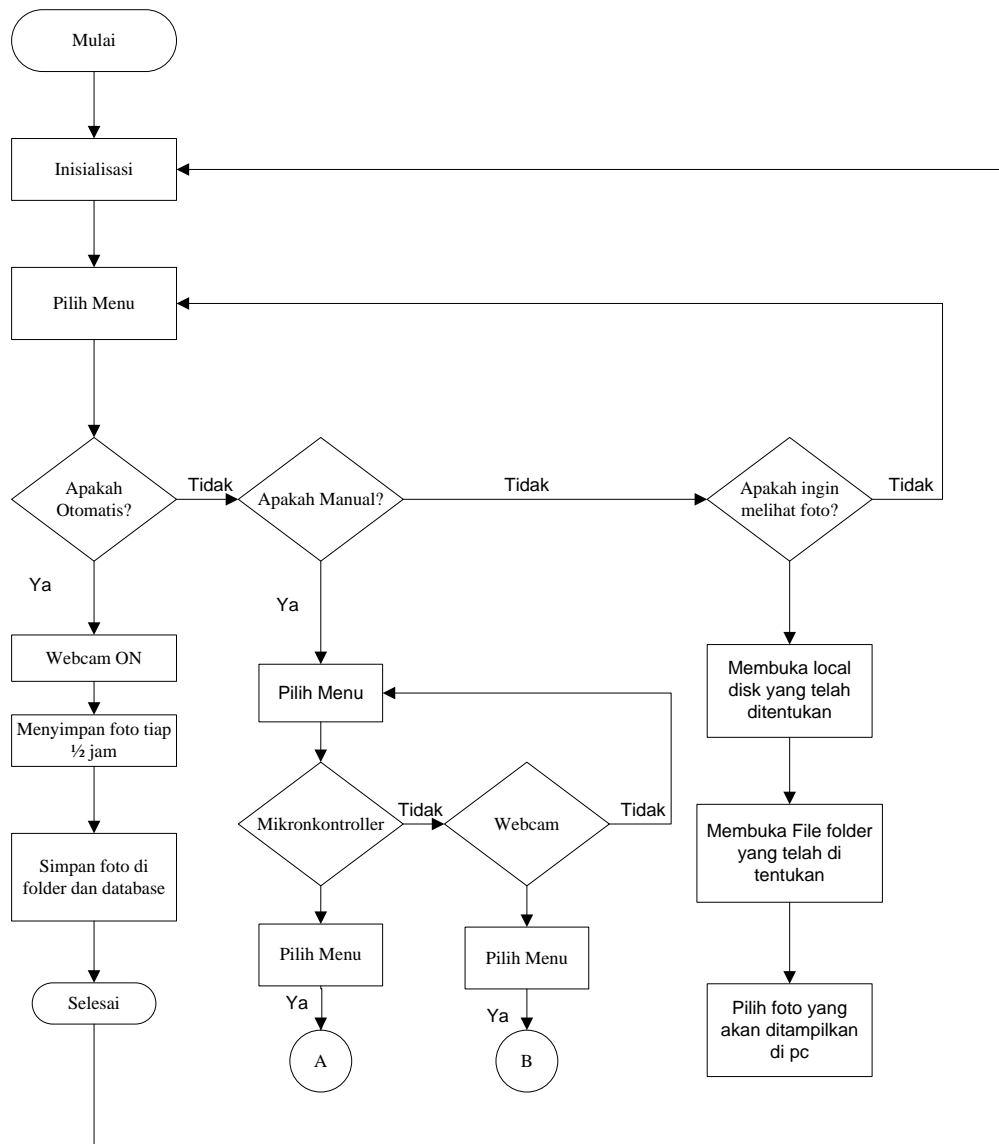 Mulai
Inisialisasi
Pilih Menu
Apakah
Otomatis?
Tidak
Apakah Manual?
Tidak
Apakah ingin
melihat foto?
Tidak
Ya
Webcam ON
Menyimpan foto tiap
½ jam
Simpan foto di
folder dan database
Selesai
Ya
Pilih Menu
Mikronkontroller
Tidak
Webcam
Tidak
Pilih Menu
Ya
A
Pilih Menu
Ya
B
Membuka local
disk yang telah
ditentukan
Membuka File folder
yang telah di
tentukan
Pilih foto yang
akan ditampilkan
di pc